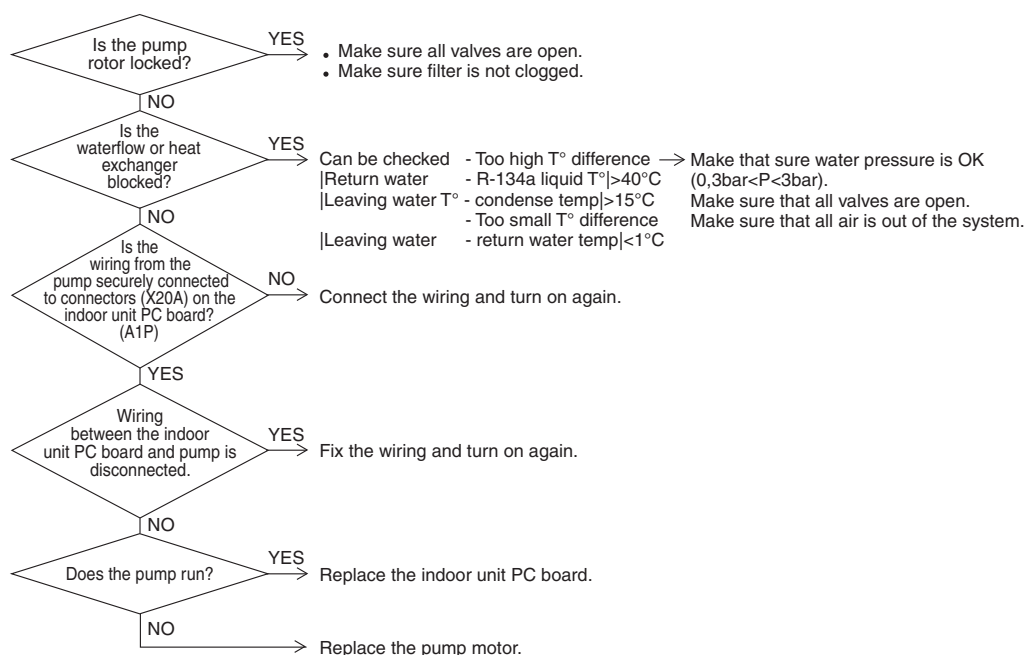 Is the pump
rotor locked?
YES
• Make sure all valves are open.
• Make sure filter is not clogged.
NO
Is the
waterflow or heat
exchanger
blocked?
YES
Can be checked - Too high T° difference → Make that sure water pressure is OK
|Return water - R-134a liquid T°|>40°C (0,3bar<P<3bar).
|Leaving water T° - condense temp|>15°C Make sure that all valves are open.
- Too small T° difference Make sure that all air is out of the system.
|Leaving water - return water temp|<1°C
NO
Is the
wiring from the
pump securely connected
to connectors (X20A) on the
indoor unit PC board?
(A1P)
NO
Connect the wiring and turn on again.
YES
Wiring
between the indoor
unit PC board and pump is
disconnected.
YES
Fix the wiring and turn on again.
NO
Does the pump run?
YES
Replace the indoor unit PC board.
NO
Replace the pump motor.